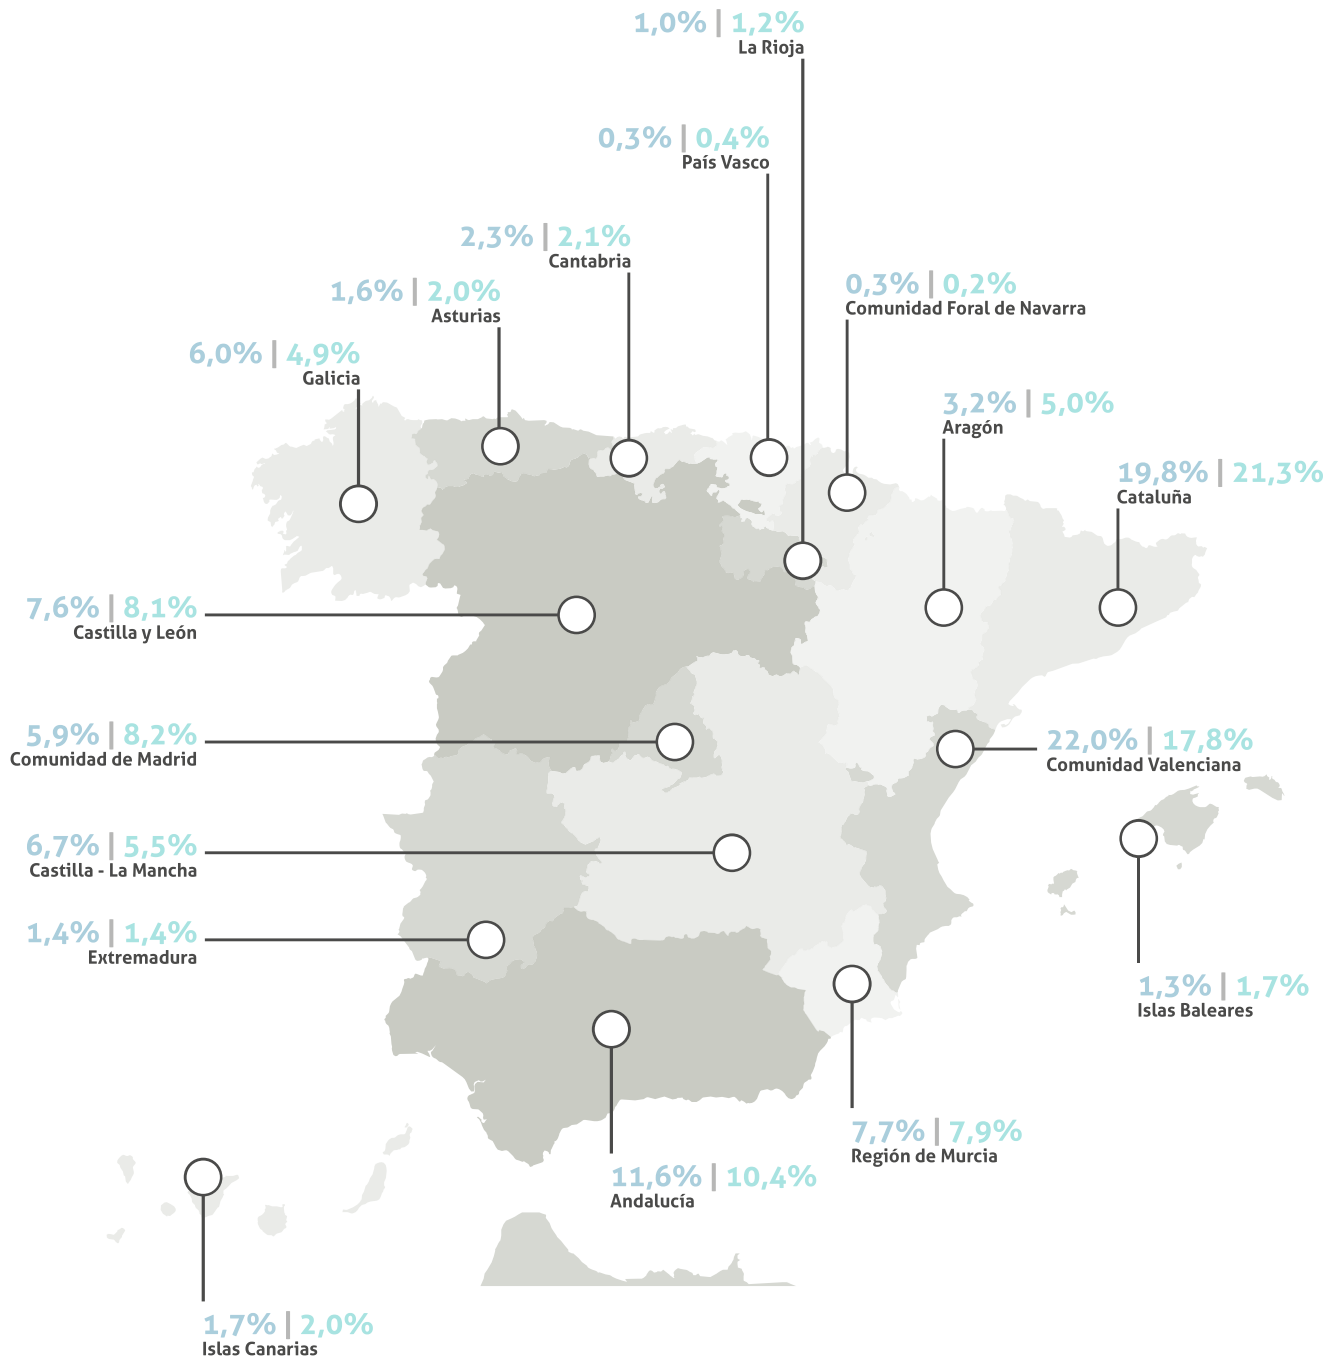 1,0% | 1,2%
La Rioja
0,3% | 0,4%
País Vasco
2,3% | 2,1%
Cantabria
1,6% | 2,0%
Asturias
0,3% | 0,2%
Comunidad Foral de Navarra
6,0% | 4,9%
Galicia
3,2% | 5,0%
Aragón
19,8% | 21,3%
Cataluña
7,6% | 8,1%
Castilla y León
5,9% | 8,2%
Comunidad de Madrid
22,0% | 17,8%
Comunidad Valenciana
6,7% | 5,5%
Castilla - La Mancha
1,4% | 1,4%
Extremadura
1,3% | 1,7%
Islas Baleares
7,7% | 7,9%
Región de Murcia
11,6% | 10,4%
Andalucía
1,7% | 2,0%
Islas Canarias